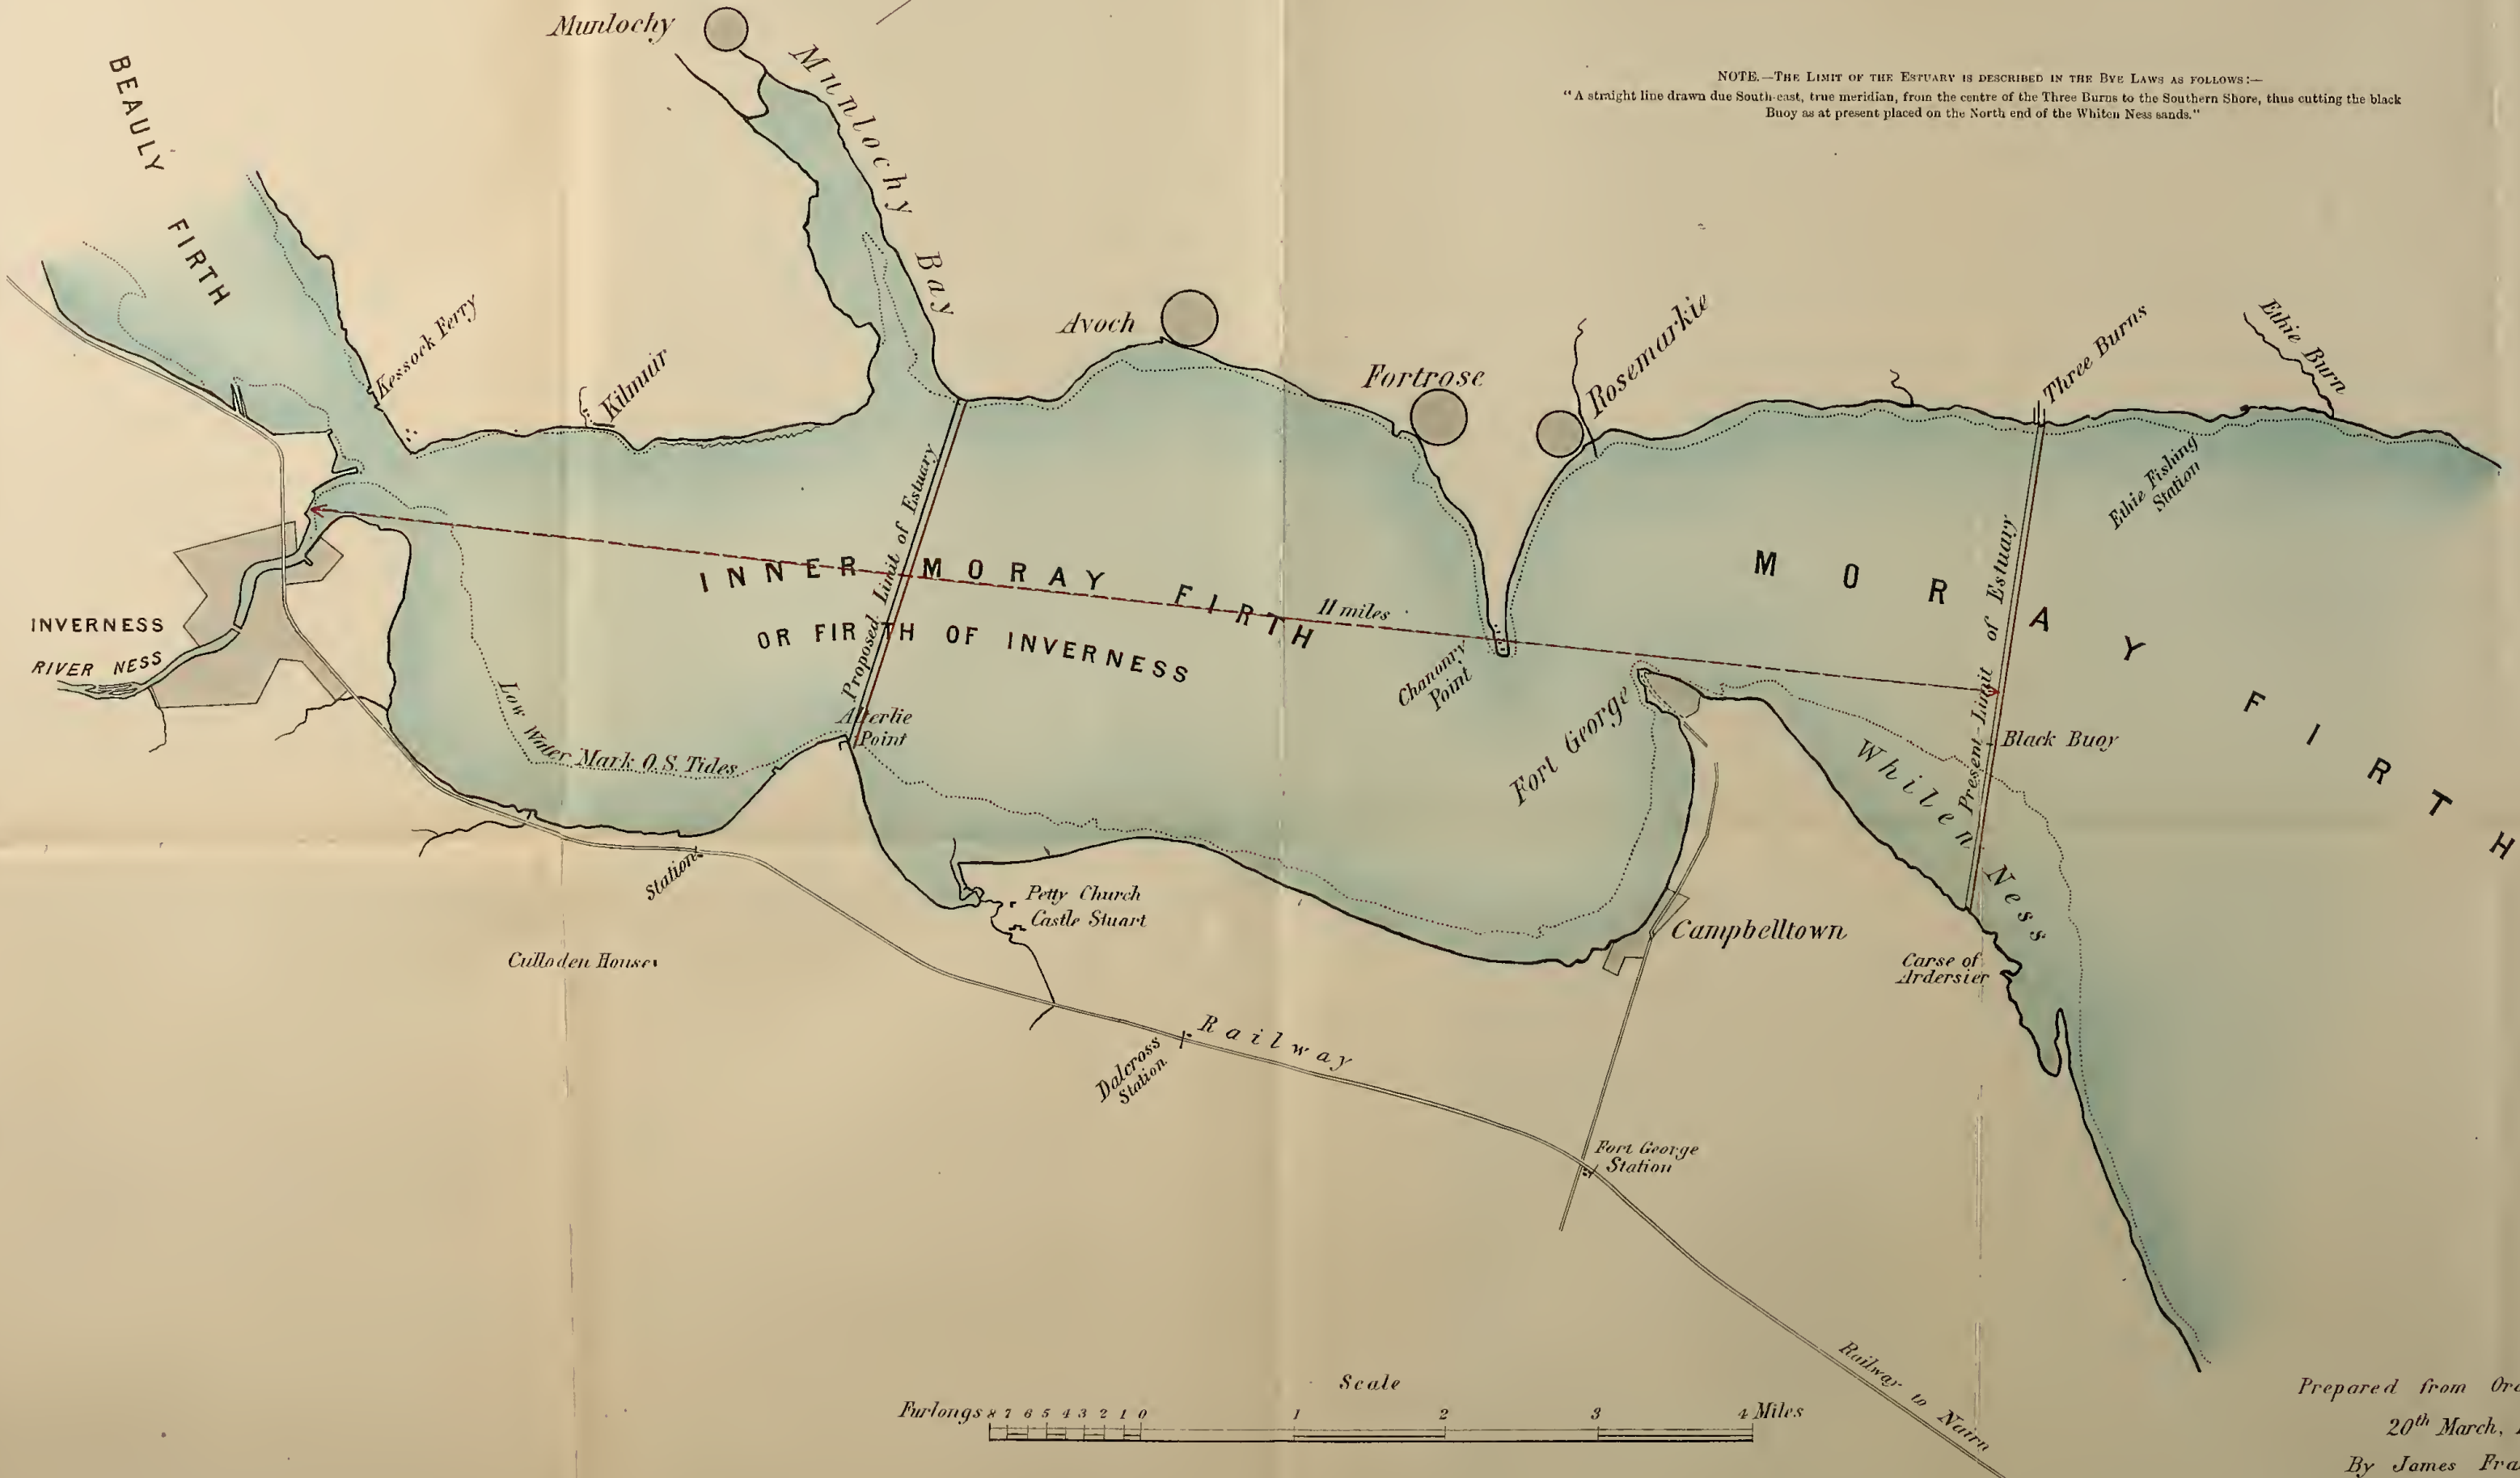 Munlochy
Munlochy Bay
NOTE.—THE LIMIT OF THE ESTUARY IS DESCRIBED IN THE BYE LAWS AS FOLLOWS:—
"A straight line drawn due South-east, true meridian, from the centre of the Three Burns to the Southern Shore, thus cutting the black
Buoy as at present placed on the North end of the Whiten Ness sands."
BEAULY FIRTH
Kessock Ferry
Kilmuir
Avoch
Fortrose
Rosemarkie
Three Burns
Ethie Burn
Ethie Fishing
Station
Proposed Limit of Estuary
Present Limit of Estuary
INNER MORAY FIRTH
OR FIRTH OF INVERNESS
11 miles
MORAY FIRTH
INVERNESS
RIVER NESS
Chanonry
Point
Fort George
Low Water Mark O.S. Tides
Alterlie
Point
Black Buoy
Whiten Ness
Station
Petty Church
Castle Stuart
Culloden House
Campbelltown
Carse of
Ardersier
Railway
Dalcross
Station
Fort George
Station
Railway to Nairn
Scale
Furlongs 8 7 6 5 4 3 2 1 0 1 2 3 4 Miles
Prepared from
20th March,
By James